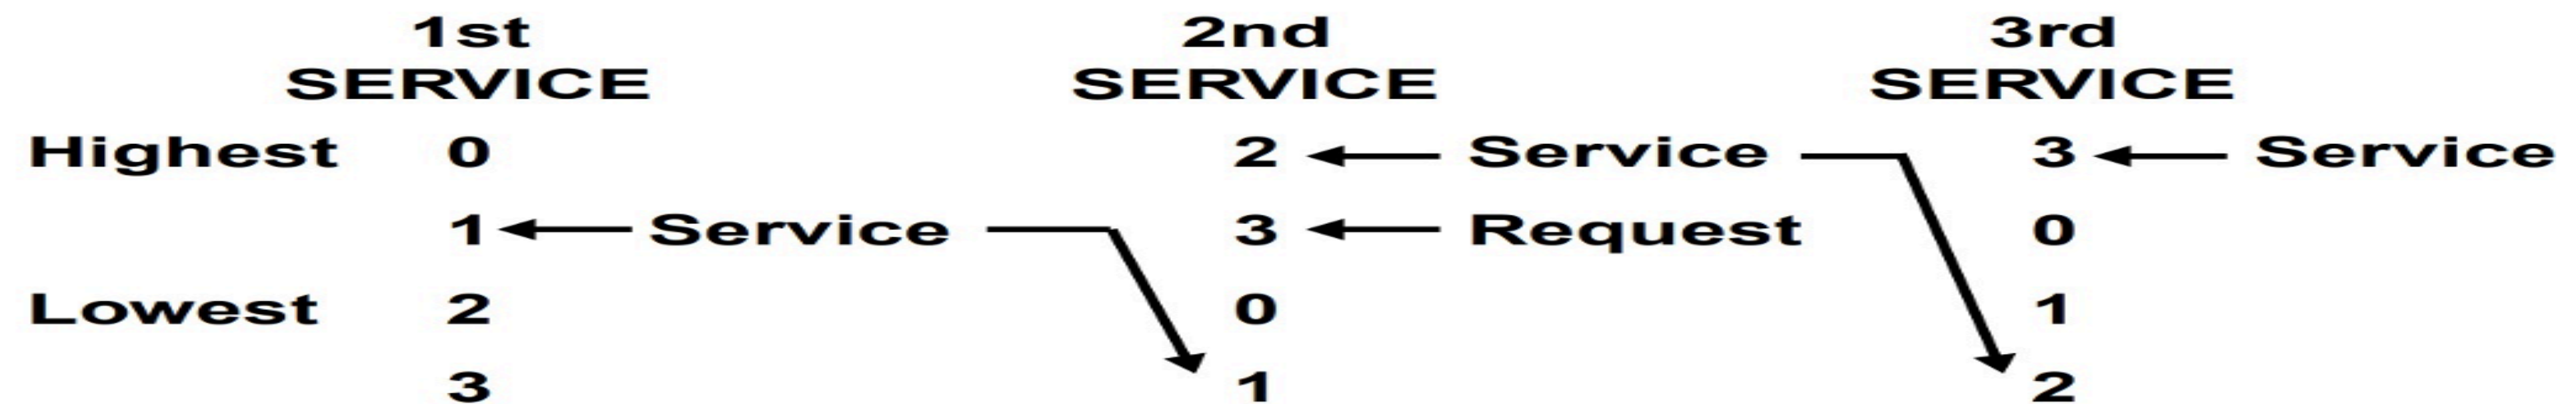 1st 2nd 3rd
SERVICE SERVICE SERVICE
Highest 0 2 Service 3 Service
1 Service 3 Request 0
Lowest 2 0 1
3 1 2